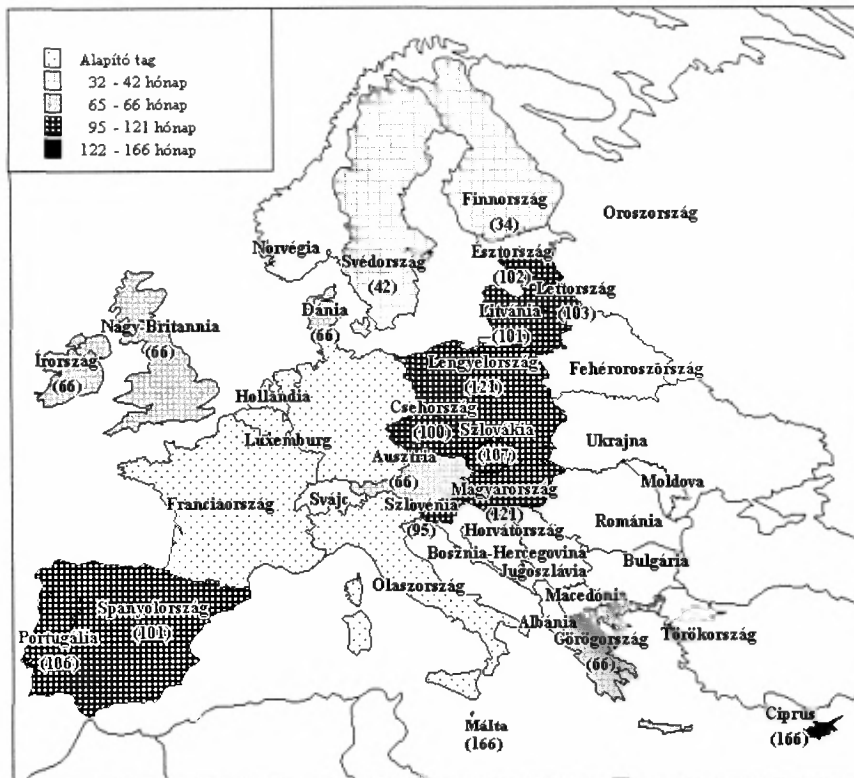 Alapító tag
32 - 42 hónap
65 - 66 hónap
95 - 121 hónap
122 - 166 hónap
Finnország
(34)
Oroszország
Norvégia
Svédország
(42)
Észtország
(102)
Lettország
(103)
Litvánia
(101)
Dánia
(66)
Nagy-Britannia
(66)
Írország
(66)
Lengyelország
(121)
Fehéroroszország
Hollandia
Csehország
(100)
Szlovákia
(107)
Luxemburg
Ukrajna
Ausztria
(66)
Magyarország
(121)
Moldova
Franciaország
Svájc
Szlovénia
(95)
Horvátország
Románia
Bosznia-Hercegovina
Jugoszlávia
Bulgária
Olaszország
Macedóni
Spanyolország
(101)
Albánia
Görögország
(66)
Törökország
Portugália
(106)
Málta
(166)
Ciprus
(166)